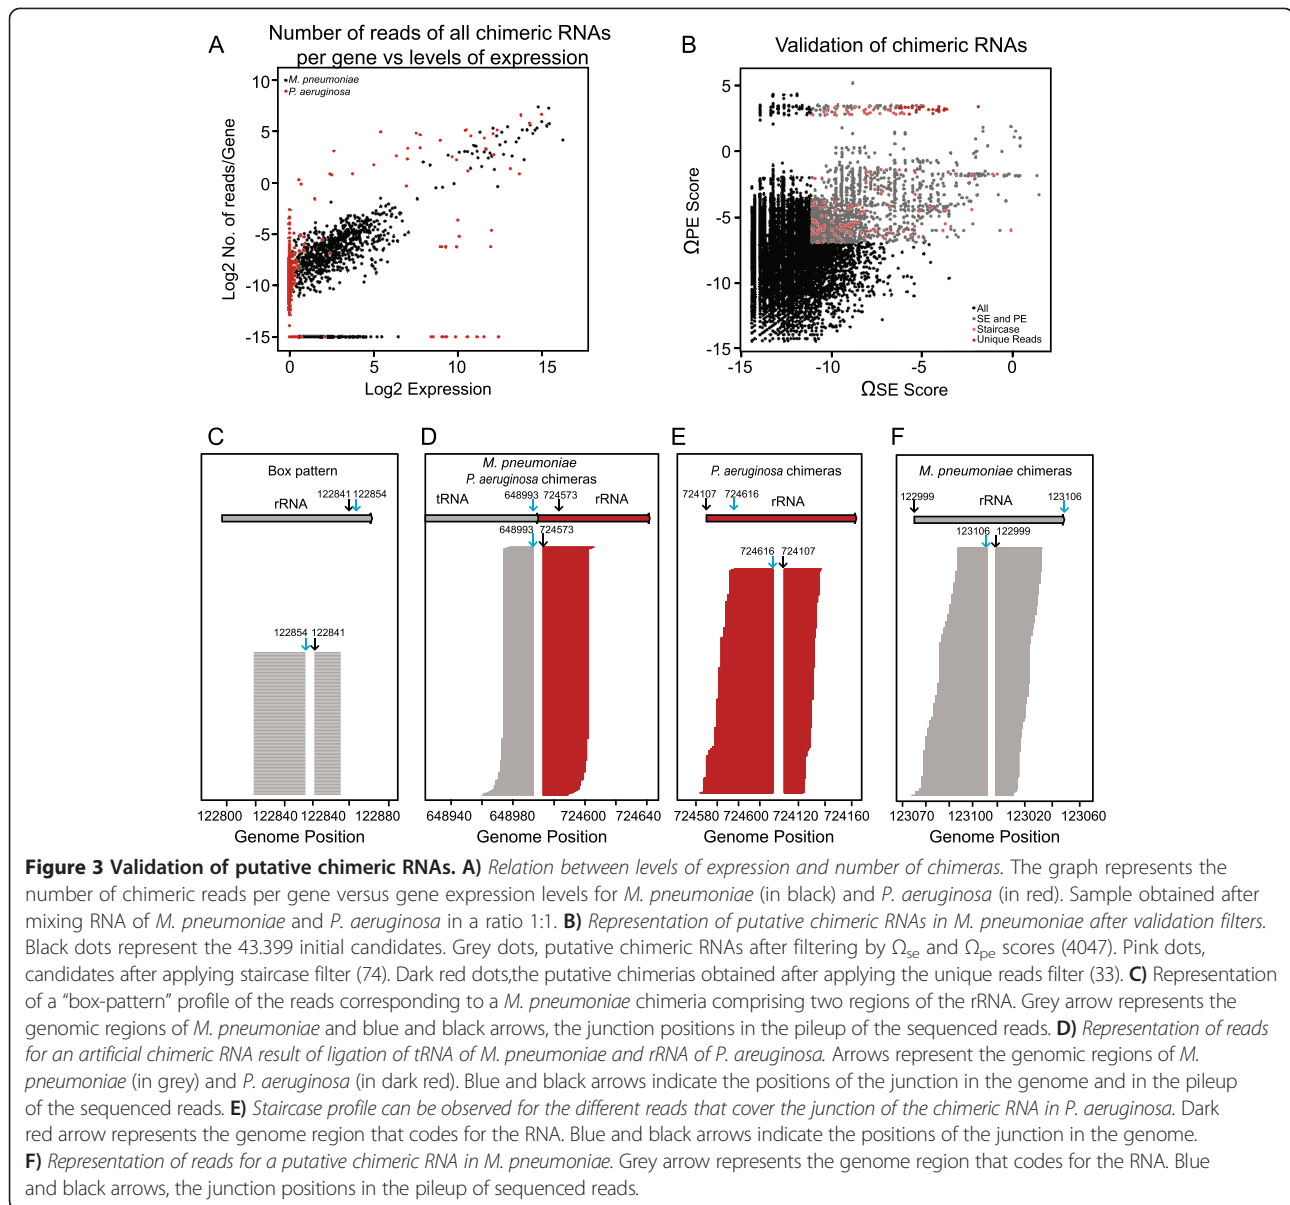 A
Number of reads of all chimeric RNAs
per gene vs levels of expression
M. pneumoniae
P. aeruginosa
Log2 No. of reads/Gene
10
5
0
-5
-10
-15
0 5 10 15
Log2 Expression
B
Validation of chimeric RNAs
ΩPE Score
5
0
-5
-10
-15
All
SE and PE
Staircase
Unique Reads
-15 -10 -5 0
ΩSE Score
C
Box pattern
122841 122854
rRNA
122854 122841
122800 122840 122840 122880
Genome Position
D
M. pneumoniae
P. aeruginosa chimeras
tRNA 648993 724573 rRNA
648993 724573
648940 648980 724600 724640
Genome Position
E
P. aeruginosa chimeras
724107 724616 rRNA
724616 724107
724580 724600 724120 724160
Genome Position
F
M. pneumoniae chimeras
122999 rRNA 123106
123106 122999
123070 123100 123020 123060
Genome Position
Figure 3 Validation of putative chimeric RNAs. A) Relation between levels of expression and number of chimeras. The graph represents the
number of chimeric reads per gene versus gene expression levels for M. pneumoniae (in black) and P. aeruginosa (in red). Sample obtained after
mixing RNA of M. pneumoniae and P. aeruginosa in a ratio 1:1. B) Representation of putative chimeric RNAs in M. pneumoniae after validation filters.
Black dots represent the 43.399 initial candidates. Grey dots, putative chimeric RNAs after filtering by Ωse and Ωpe scores (4047). Pink dots,
candidates after applying staircase filter (74). Dark red dots,the putative chimerias obtained after applying the unique reads filter (33). C) Representation
of a “box-pattern” profile of the reads corresponding to a M. pneumoniae chimeria comprising two regions of the rRNA. Grey arrow represents the
genomic regions of M. pneumoniae and blue and black arrows, the junction positions in the pileup of the sequenced reads. D) Representation of reads
for an artificial chimeric RNA result of ligation of tRNA of M. pneumoniae and rRNA of P. areuginosa. Arrows represent the genomic regions of M.
pneumoniae (in grey) and P. aeruginosa (in dark red). Blue and black arrows indicate the positions of the junction in the genome and in the pileup
of the sequenced reads. E) Staircase profile can be observed for the different reads that cover the junction of the chimeric RNA in P. aeruginosa. Dark
red arrow represents the genome region that codes for the RNA. Blue and black arrows indicate the positions of the junction in the genome.
F) Representation of reads for a putative chimeric RNA in M. pneumoniae. Grey arrow represents the genome region that codes for the RNA. Blue
and black arrows, the junction positions in the pileup of sequenced reads.